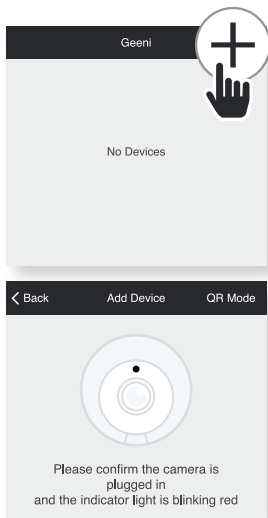 Geeni
No Devices
Back Add Device QR Mode
Please confirm the camera is
plugged in
and the indicator light is blinking red